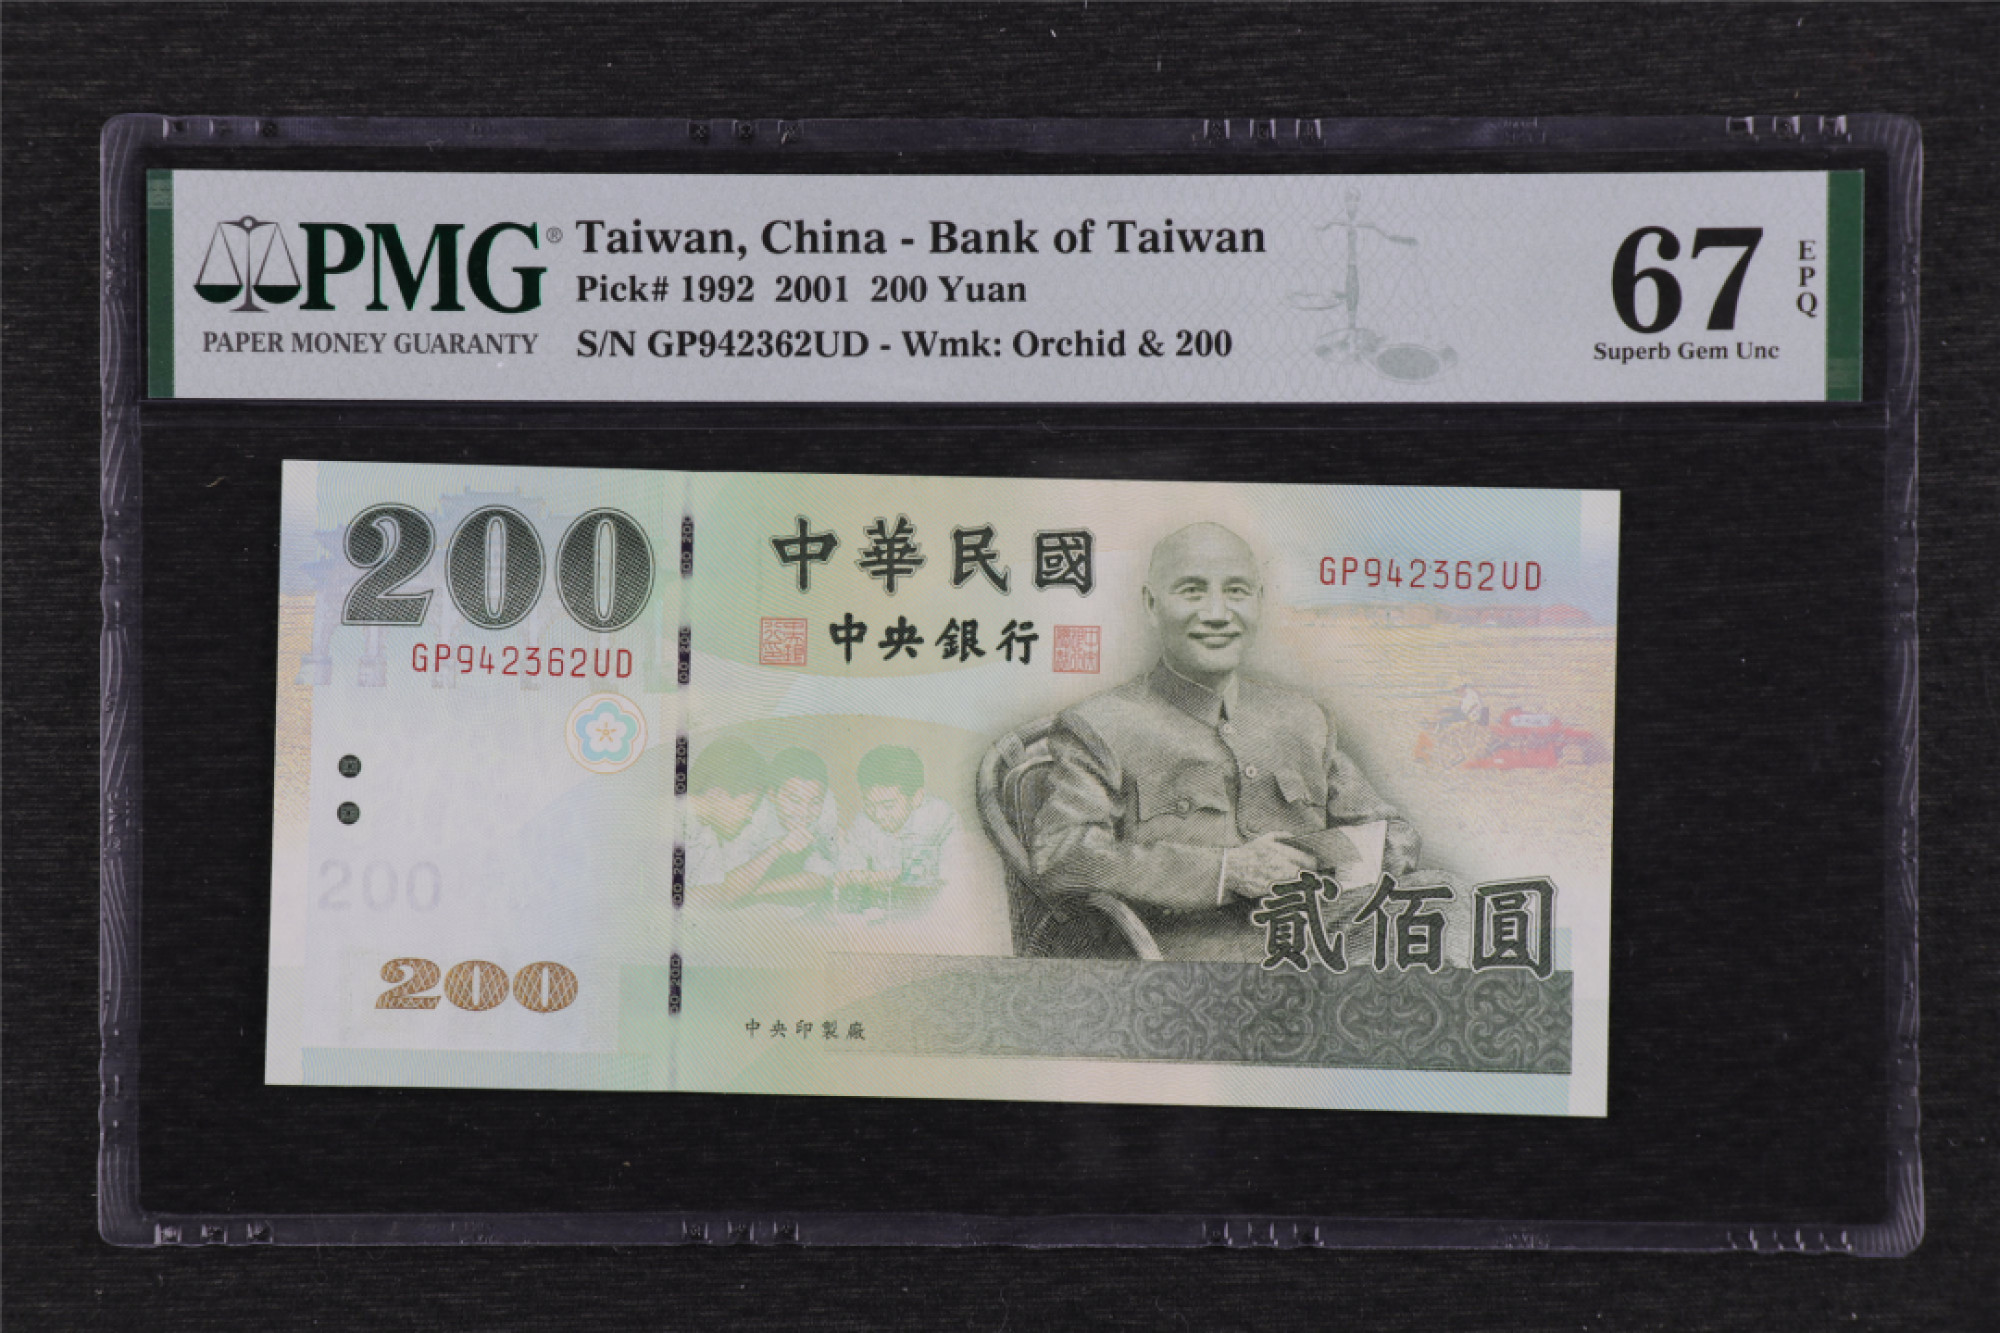 PMG®
PAPER MONEY GUARANTY
Taiwan, China - Bank of Taiwan
Pick# 1992 2001 200 Yuan
S/N GP942362UD - Wmk: Orchid & 200
67
EPQ
Superb Gem Unc
200
GP942362UD
中華民國
中央銀行
GP942362UD
200
200
貳佰圓
中央印製廠